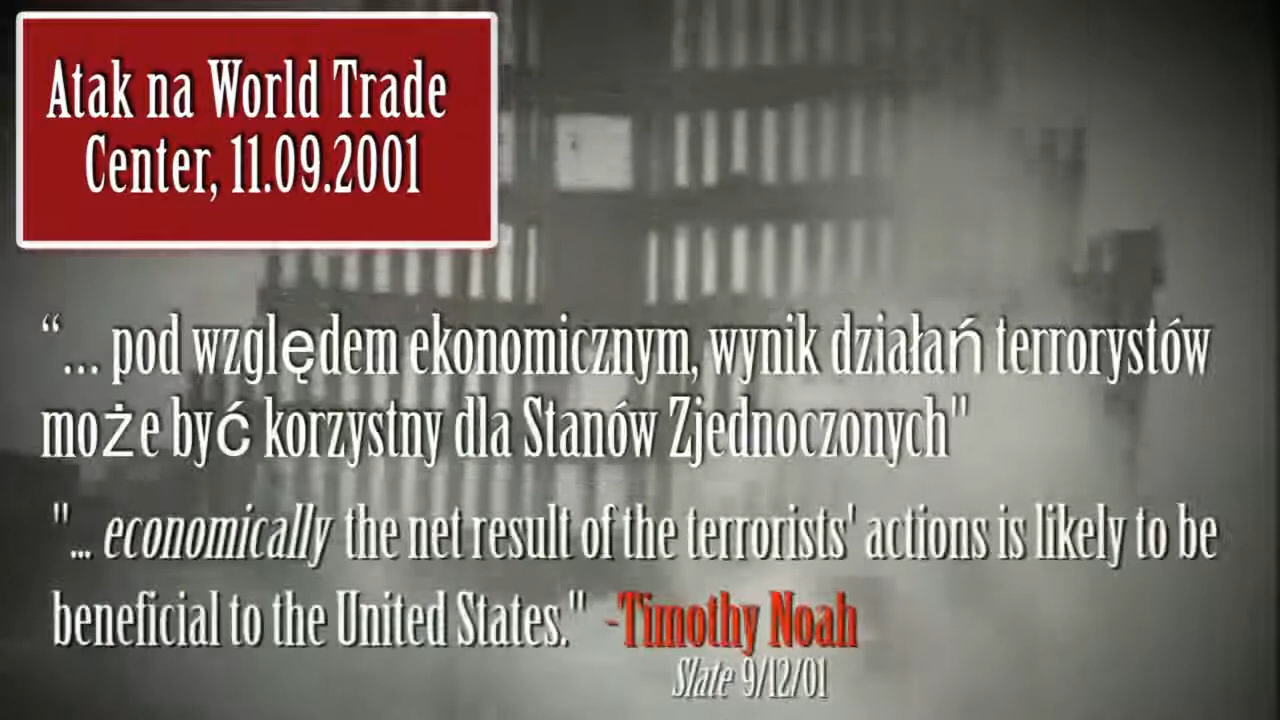 Atak na World Trade
Center, 11.09.2001
“... pod względem ekonomicznym, wynik działań terrorystów
może być korzystny dla Stanów Zjednoczonych"
"... economically the net result of the terrorists' actions is likely to be
beneficial to the United States." -Timothy Noah
Slate 9/12/01